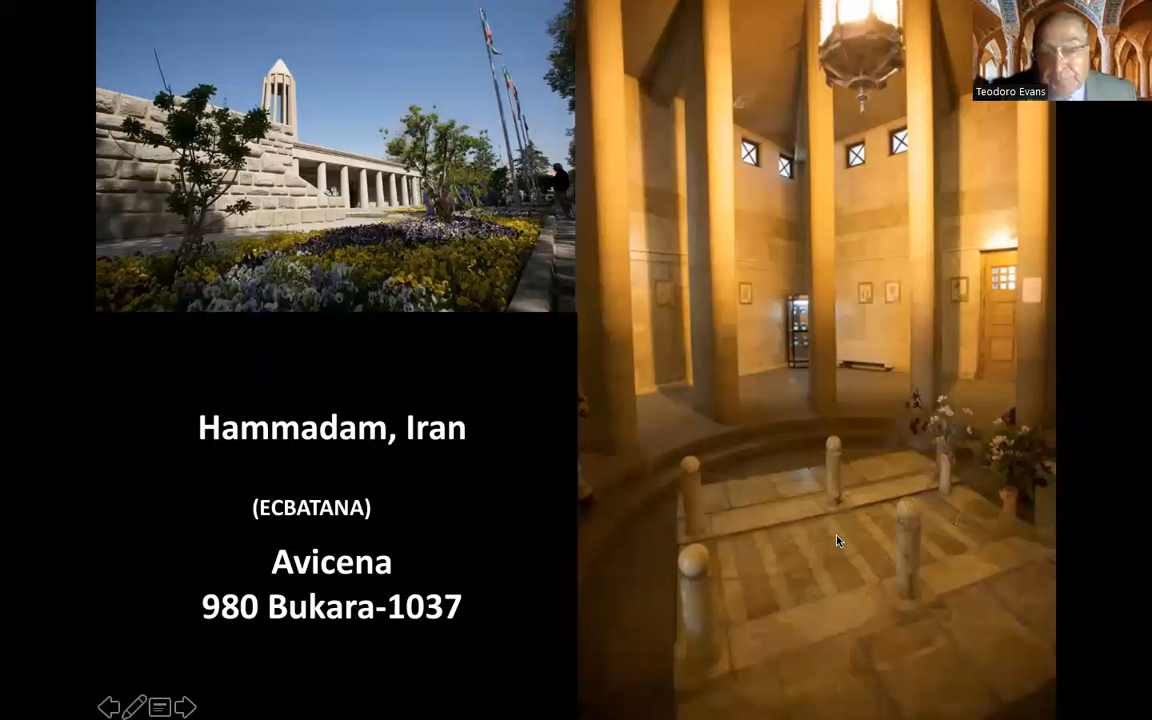 Teodoro Evans
Hammadam, Iran
(ECBATANA)
Avicena
980 Bukara-1037